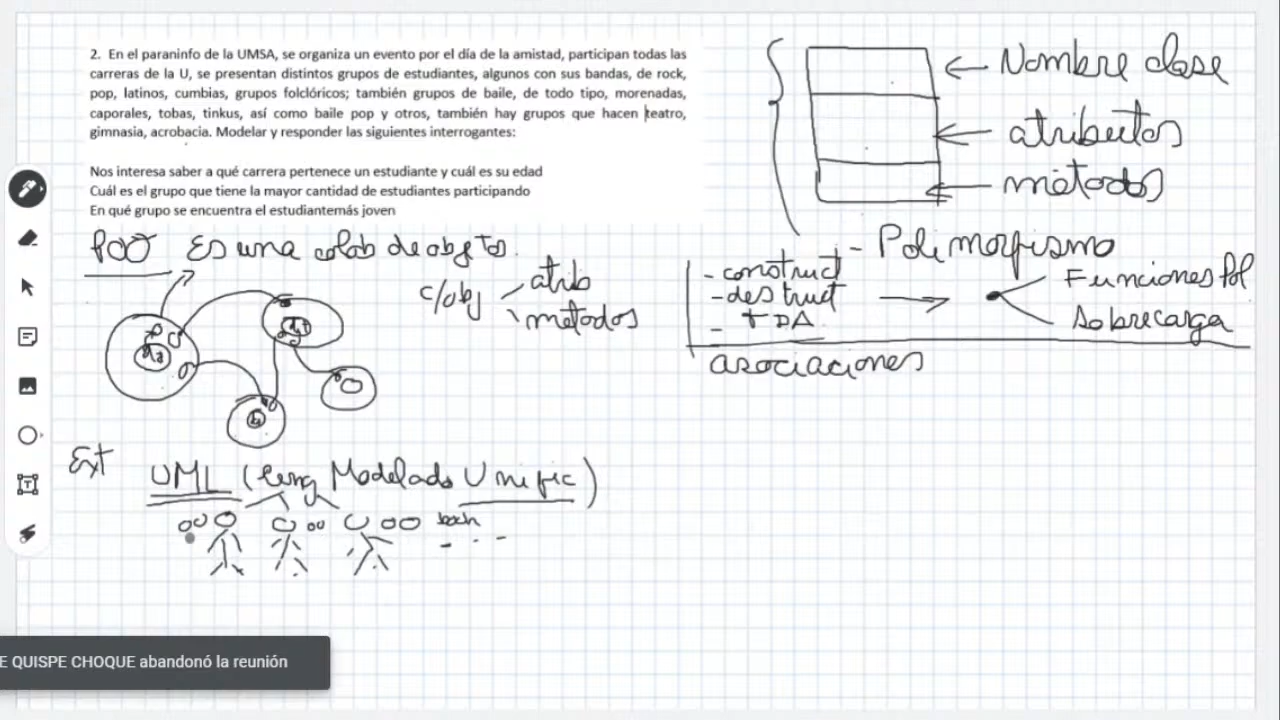 2. En el paraninfo de la UMSA, se organiza un evento por el día de la amistad, participan todas las
carreras de la U, se presentan distintos grupos de estudiantes, algunos con sus bandas, de rock,
pop, latinos, cumbias, grupos folclóricos; también grupos de baile, de todo tipo, morenadas,
caporales, tobas, tinkus, así como baile pop y otros, también hay grupos que hacen teatro,
gimnasia, acrobacia. Modelar y responder las siguientes interrogantes:
Nos interesa saber a qué carrera pertenece un estudiante y cuál es su edad
Cuál es el grupo que tiene la mayor cantidad de estudiantes participando
En qué grupo se encuentra el estudiantemás joven
POO Es una colab de objetos.
c/obj atrib
metodos
Ext UML (leng Modelado Unific)
Nombre clase
atributos
metodos
- Polimorfismo
- construct
- destruct
- TDA
Funciones Pol
Sobrecarga
asociaciones
E QUISPE CHOQUE abandonó la reunión